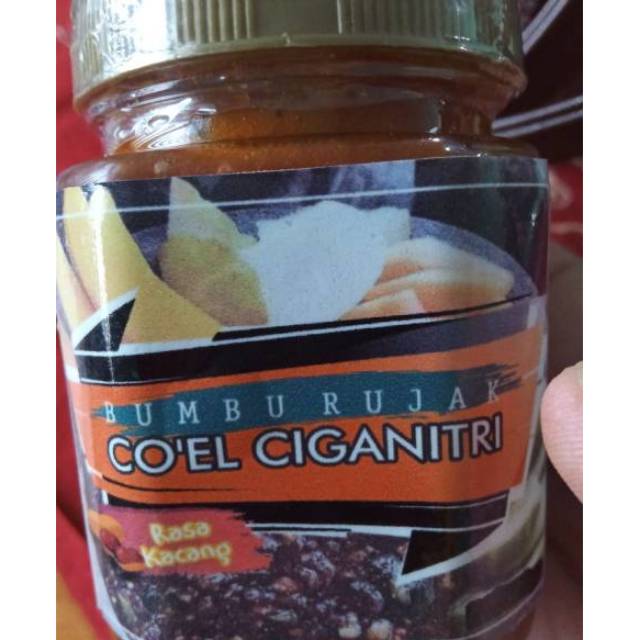 BUMBU RUJAK
CO'EL CIGANITRI
Rasa
Kacang